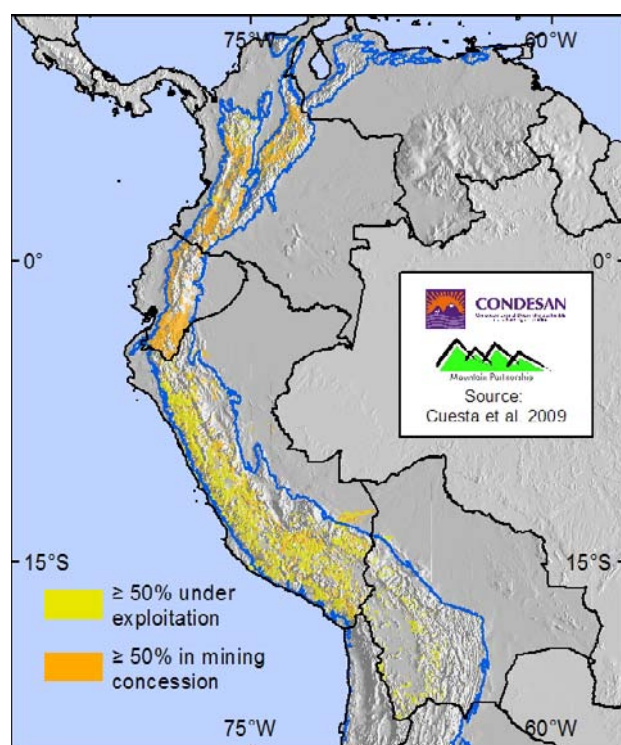 75°W
60°W
0°
0°
CONDESAN
Mountain Partnership
Source:
Cuesta et al. 2009
15°S
15°S
≥ 50% under
exploitation
≥ 50% in mining
concession
75°W
60°W